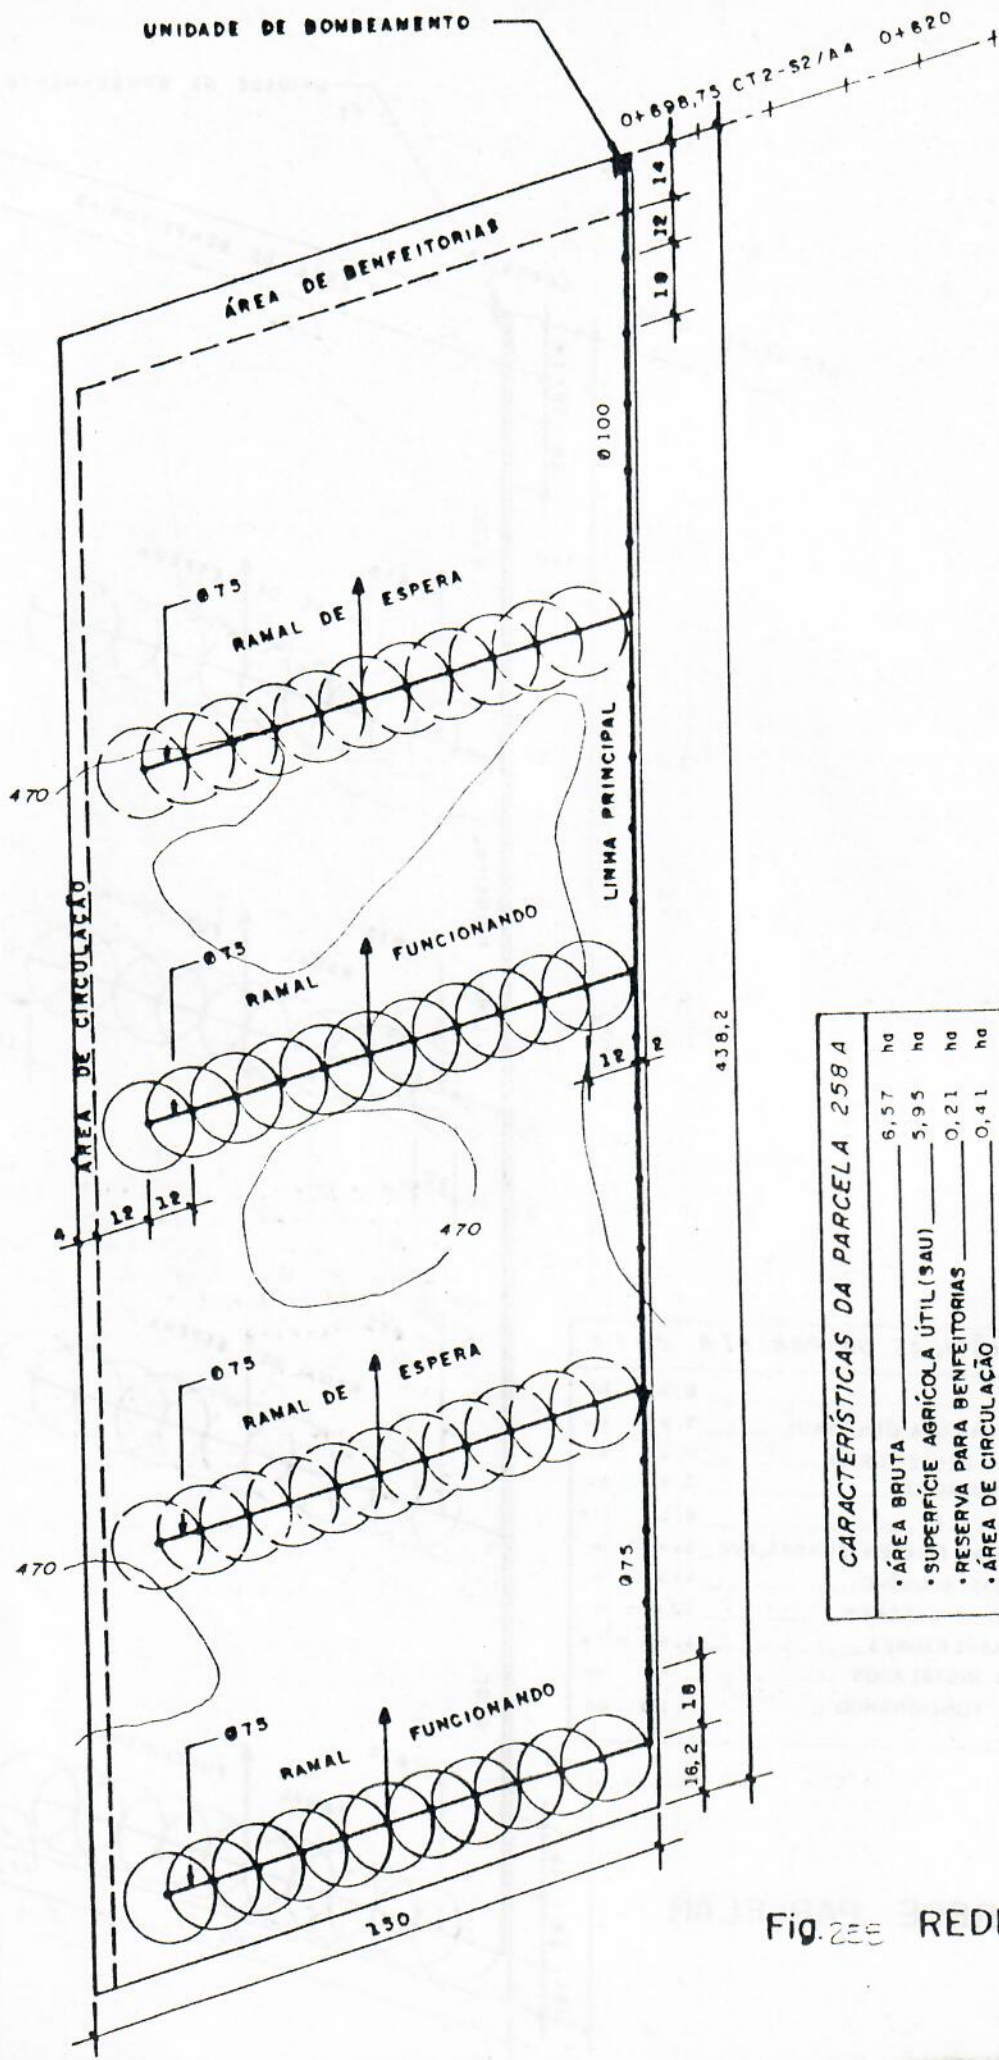 UNIDADE DE BOMBEAMENTO
0+698,75 CT2-S2/A4 0+620
14
12
18
ÁREA DE BENFEITORIAS
Ø100
Ø75
RAMAL DE ESPERA
470
LINHA PRINCIPAL
ÁREA DE CIRCULAÇÃO
Ø75
RAMAL FUNCIONANDO
12 2
438,2
4 12 12
470
Ø75
RAMAL DE ESPERA
470
Ø75
18
16,2
Ø75
RAMAL FUNCIONANDO
150
CARACTERÍSTICAS DA PARCELA 258 A
• ÁREA BRUTA 6,57 ha
• SUPERFÍCIE AGRÍCOLA ÚTIL (SAU) 5,95 ha
• RESERVA PARA BENFEITORIAS 0,21 ha
• ÁREA DE CIRCULAÇÃO 0,41 ha
Fig. REDE